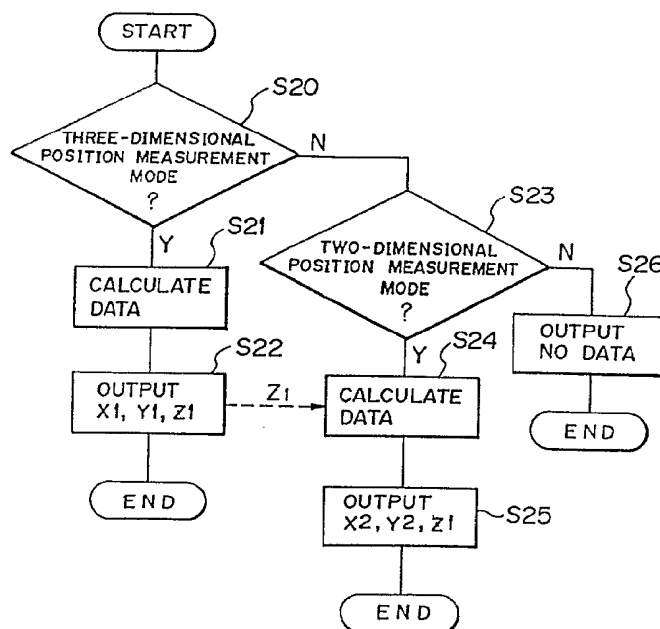 START
S20
THREE-DIMENSIONAL
POSITION MEASUREMENT
MODE
?
N
Y
S21
CALCULATE
DATA
S22
OUTPUT
X1, Y1, Z1
Z1
END
S23
TWO-DIMENSIONAL
POSITION MEASUREMENT
MODE
?
N
Y
S24
CALCULATE
DATA
OUTPUT
X2, Y2, Z1
S25
END
S26
OUTPUT
NO DATA
END